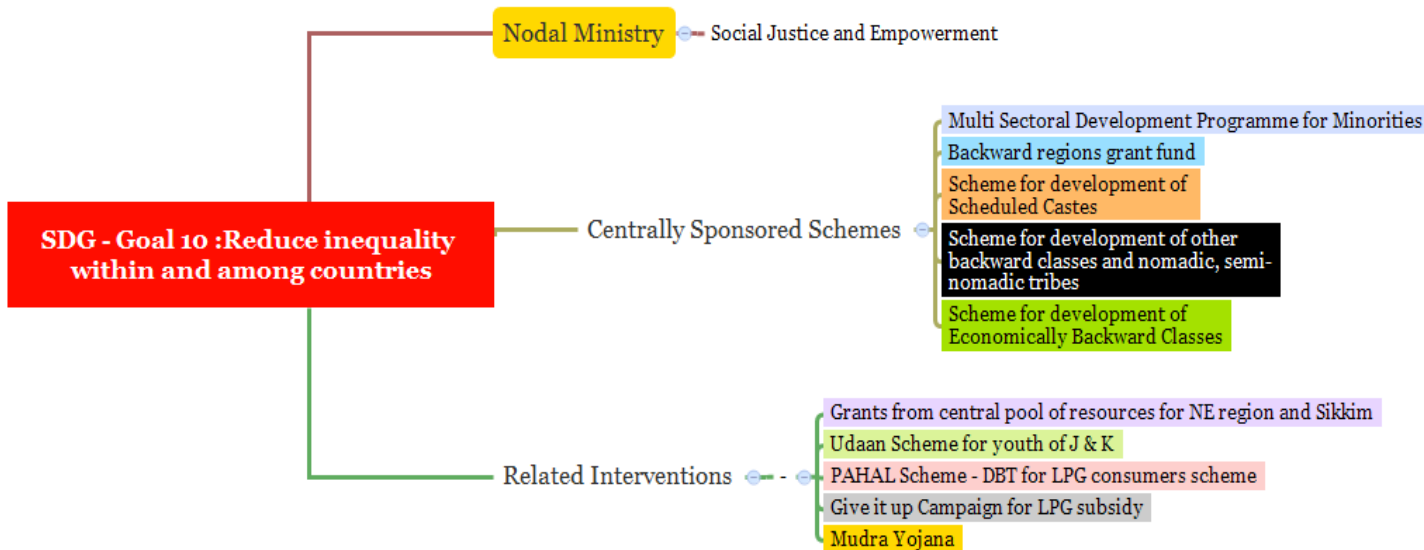 Nodal Ministry
Social Justice and Empowerment
SDG - Goal 10 :Reduce inequality
within and among countries
Centrally Sponsored Schemes
Multi Sectoral Development Programme for Minorities
Backward regions grant fund
Scheme for development of
Scheduled Castes
Scheme for development of other
backward classes and nomadic, semi-
nomadic tribes
Scheme for development of
Economically Backward Classes
Related Interventions
-
Grants from central pool of resources for NE region and Sikkim
Udaan Scheme for youth of J & K
PAHAL Scheme - DBT for LPG consumers scheme
Give it up Campaign for LPG subsidy
Mudra Yojana